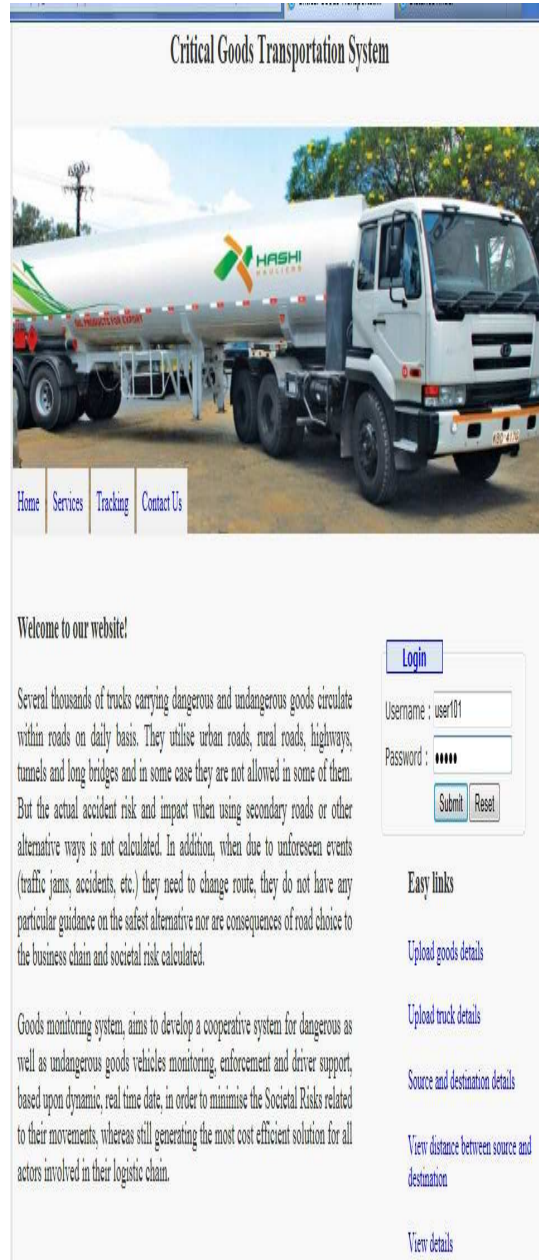 Critical Goods Transportation System
HASHI
HAULIERS
OIL PRODUCTS FOR EXPORT
Home Services Tracking Contact Us
Welcome to our website!
Several thousands of trucks carrying dangerous and undangerous goods circulate
within roads on daily basis. They utilise urban roads, rural roads, highways,
tunnels and long bridges and in some case they are not allowed in some of them.
But the actual accident risk and impact when using secondary roads or other
alternative ways is not calculated. In addition, when due to unforeseen events
(traffic jams, accidents, etc.) they need to change route, they do not have any
particular guidance on the safest alternative nor are consequences of road choice to
the business chain and societal risk calculated.
Goods monitoring system, aims to develop a cooperative system for dangerous as
well as undangerous goods vehicles monitoring, enforcement and driver support,
based upon dynamic, real time date, in order to minimise the Societal Risks related
to their movements, whereas still generating the most cost efficient solution for all
actors involved in their logistic chain.
Login
Username : user101
Password : •••••
Submit Reset
Easy links
Upload goods details
Upload truck details
Source and destination details
View distance between source and
destination
View details